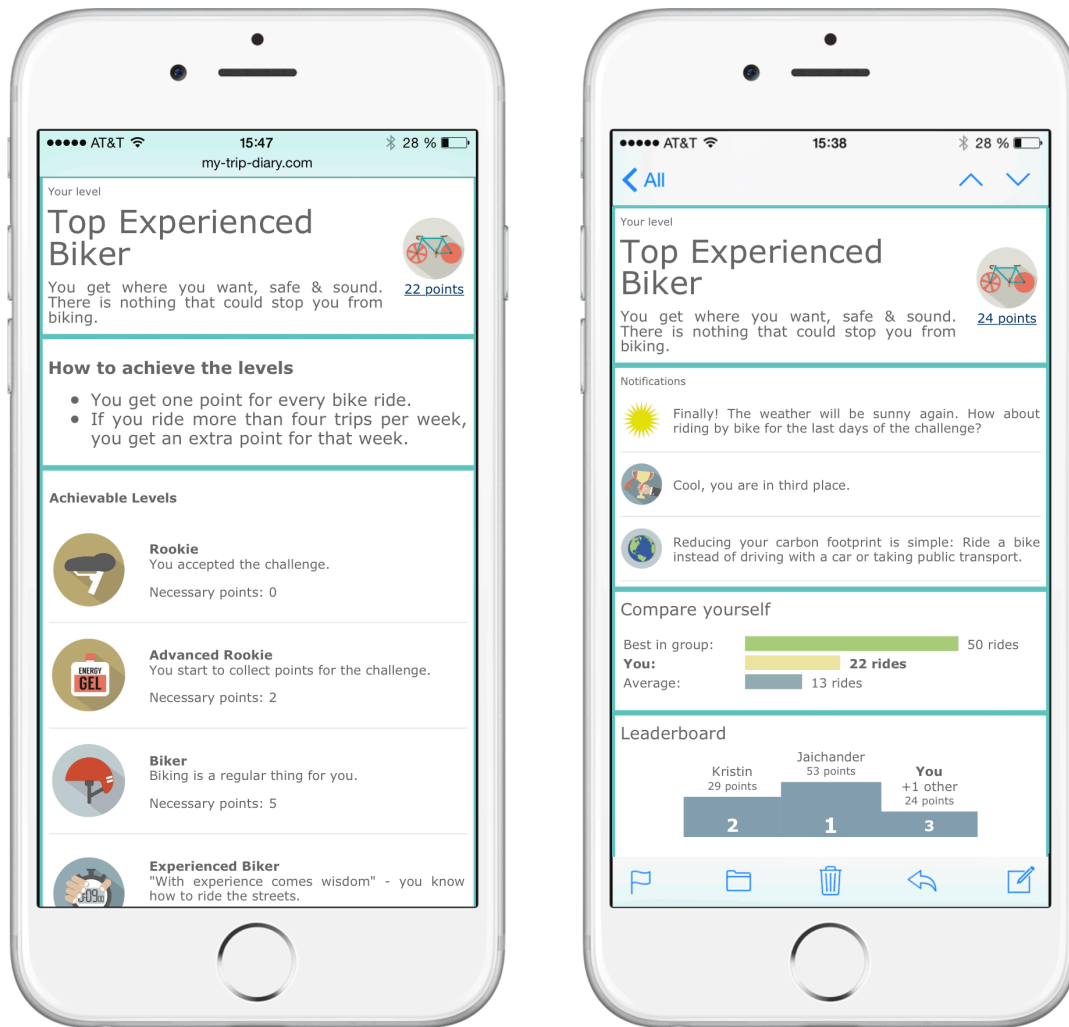 ●●●●● AT&T 15:47 28 %
my-trip-diary.com
Your level
Top Experienced
Biker
You get where you want, safe & sound.
There is nothing that could stop you from
biking.
22 points
How to achieve the levels
• You get one point for every bike ride.
• If you ride more than four trips per week,
you get an extra point for that week.
Achievable Levels
Rookie
You accepted the challenge.
Necessary points: 0
ENERGY
GEL
Advanced Rookie
You start to collect points for the challenge.
Necessary points: 2
Biker
Biking is a regular thing for you.
Necessary points: 5
Experienced Biker
"With experience comes wisdom" - you know
how to ride the streets.
●●●●● AT&T 15:38 28 %
All
Your level
Top Experienced
Biker
You get where you want, safe & sound.
There is nothing that could stop you from
biking.
24 points
Notifications
Finally! The weather will be sunny again. How about
riding by bike for the last days of the challenge?
Cool, you are in third place.
Reducing your carbon footprint is simple: Ride a bike
instead of driving with a car or taking public transport.
Compare yourself
Best in group: 50 rides
You: 22 rides
Average: 13 rides
Leaderboard
Jaichander
53 points
Kristin
29 points
You
+1 other
24 points
2 1 3